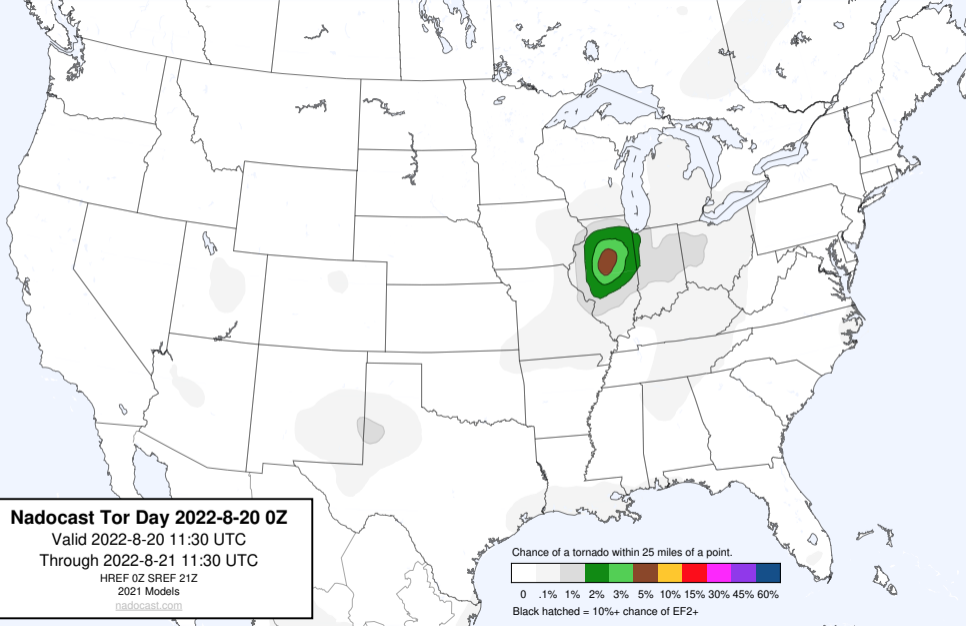 Nadocast Tor Day 2022-8-20 0Z
Valid 2022-8-20 11:30 UTC
Through 2022-8-21 11:30 UTC
HREF 0Z SREF 21Z
2021 Models
nadocast.com
Chance of a tornado within 25 miles of a point.
0 .1% 1% 2% 3% 5% 10% 15% 30% 45% 60%
Black hatched = 10%+ chance of EF2+